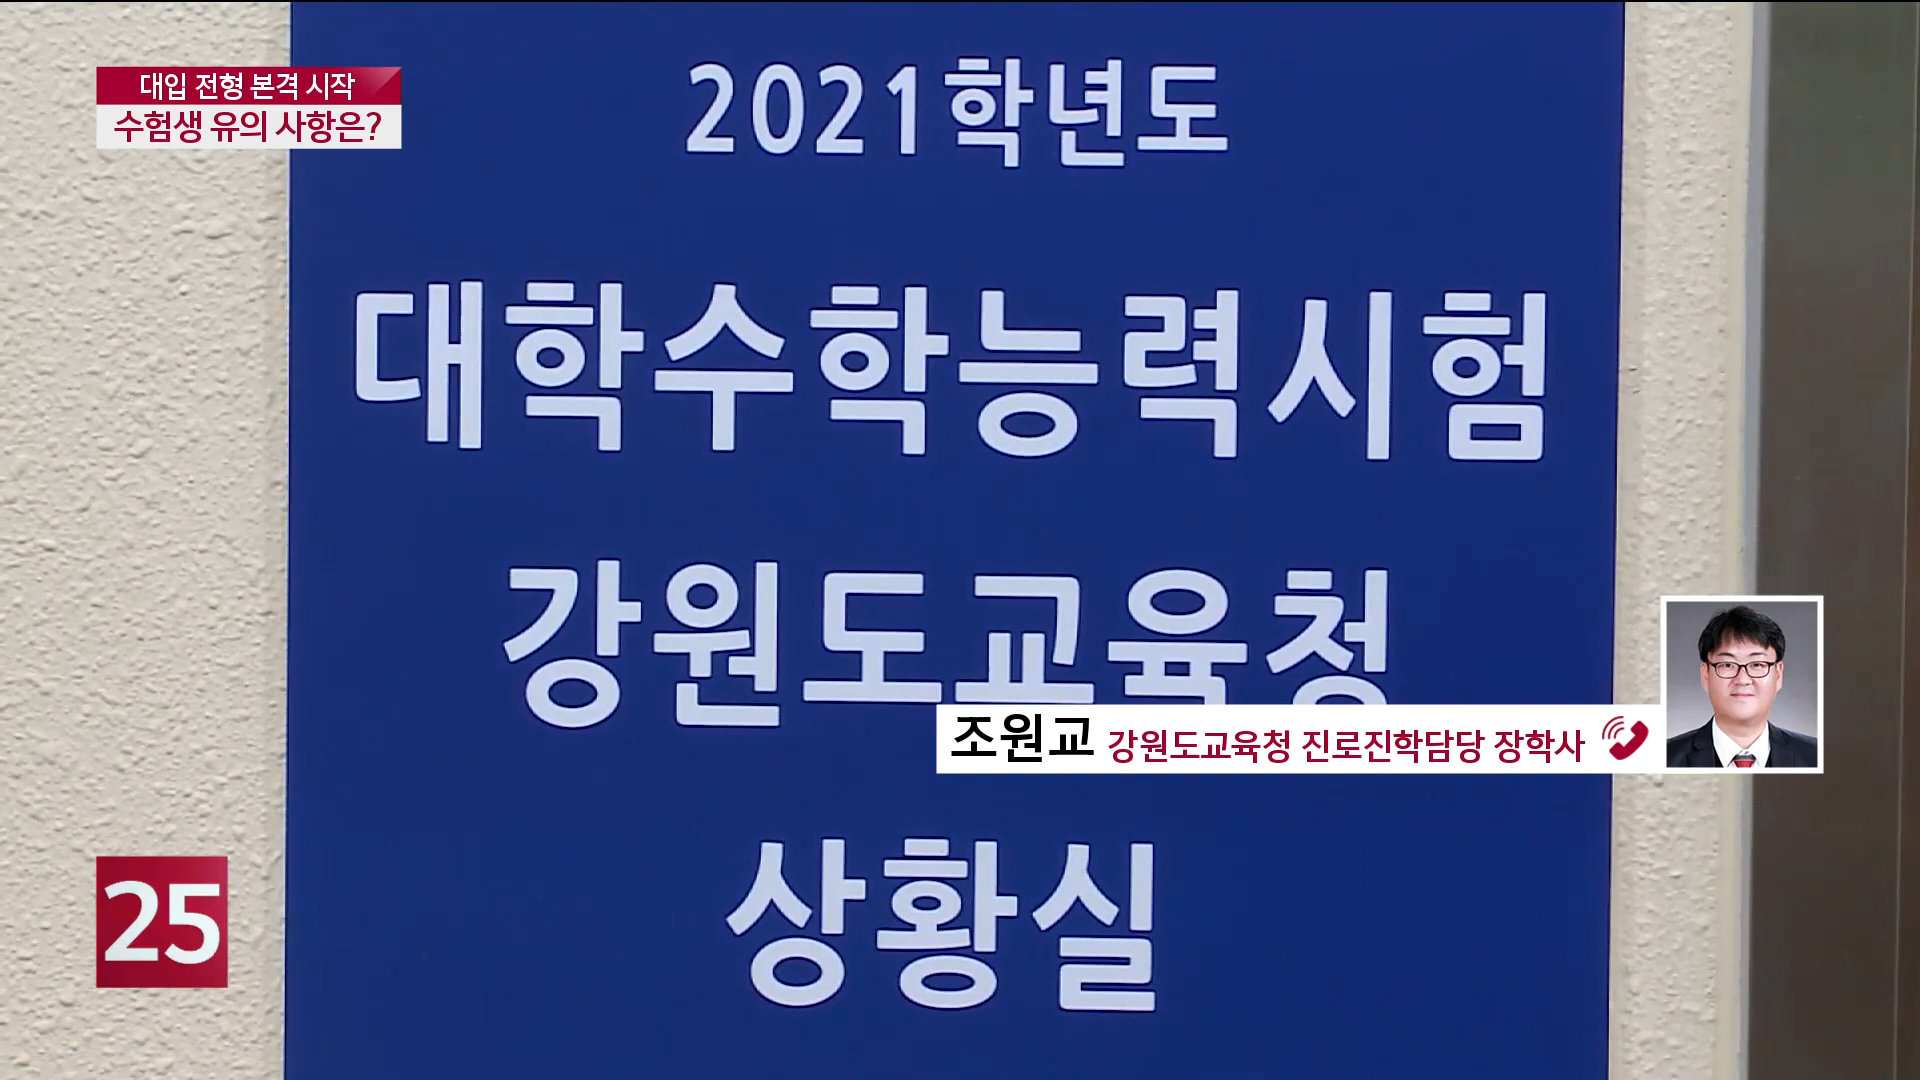 대입 전형 본격 시작
수험생 유의 사항은?
2021학년도
대학수학능력시험
강원도교육청
조원교 강원도교육청 진로진학담당 장학사
상황실
25